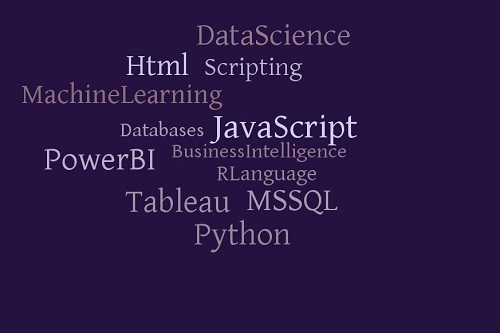 DataScience
Html Scripting
MachineLearning
Databases JavaScript
PowerBI BusinessIntelligence
RLanguage
Tableau MSSQL
Python